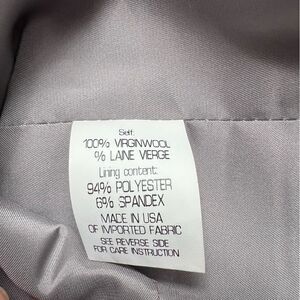 Self:
100% VIRGINWOOL
% LAINE VIERGE
Lining content:
94% POLYESTER
6% SPANDEX
MADE IN USA
OF IMPORTED FABRIC
SEE REVERSE SIDE
FOR CARE INSTRUCTION